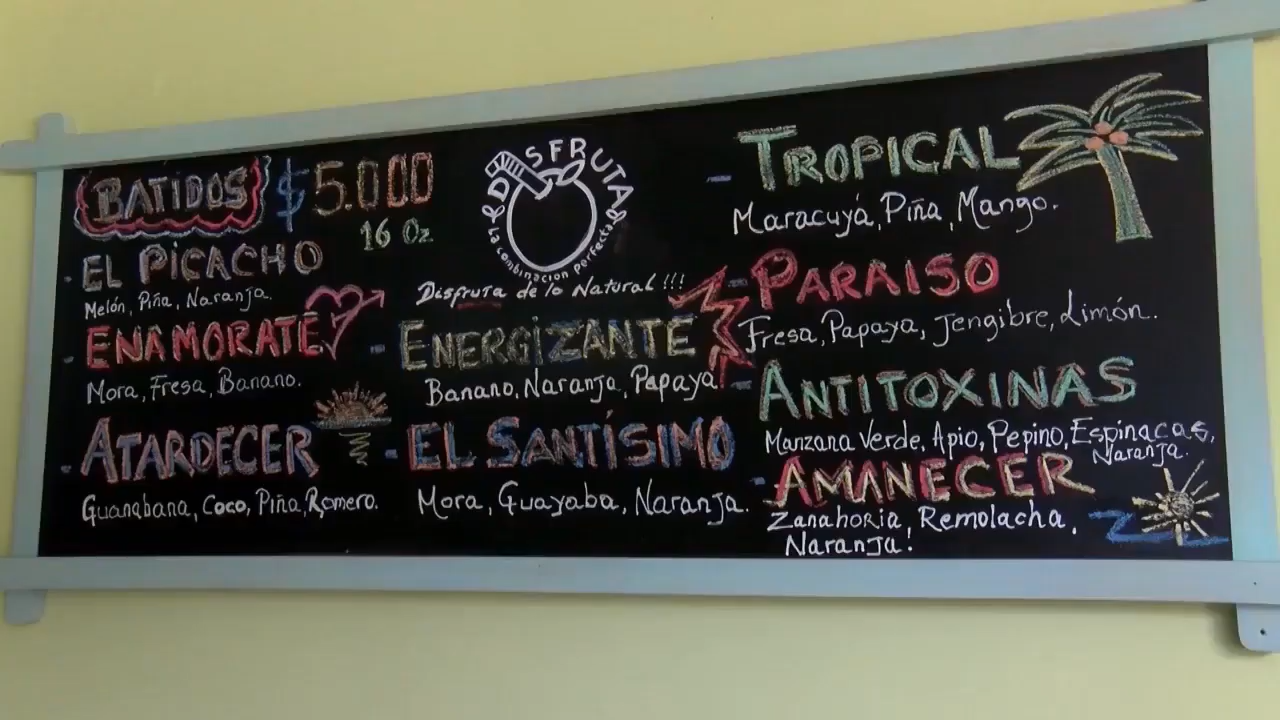 BATIDOS $5.000
16 Oz.
- EL PICACHO
Melón, Piña, Naranja.
- ENAMORATE
Mora, Fresa, Banano.
- ATARDECER
Guanabana, Coco, Piña, Romero.
DISFRUTA
La combinación perfecta
Disfruta de lo Natural!!!
- ENERGIZANTE
Banano, Naranja, Papaya.
- EL SANTÍSIMO
Mora, Guayaba, Naranja.
- TROPICAL
Maracuyá, Piña, Mango.
- PARAISO
Fresa, Papaya, Jengibre, Limón.
- ANTITOXINAS
Manzana Verde, Apio, Pepino, Espinacas,
Naranja.
- AMANECER
Zanahoria, Remolacha,
Naranja!